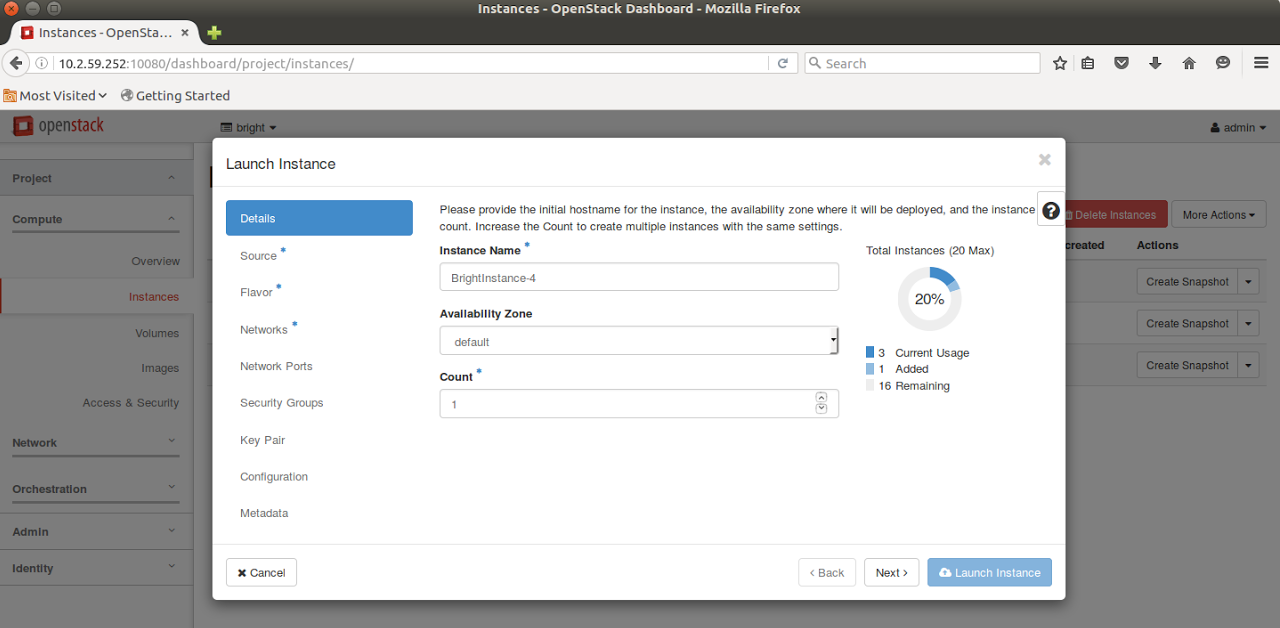 Instances - OpenStack Dashboard - Mozilla Firefox
Instances - OpenSta...
10.2.59.252:10080/dashboard/project/instances/
Search
Most Visited
Getting Started
openstack
bright
admin
Launch Instance
Project
Compute
Overview
Instances
Volumes
Images
Access & Security
Network
Orchestration
Admin
Identity
Details
Source *
Flavor *
Networks *
Network Ports
Security Groups
Key Pair
Configuration
Metadata
Please provide the initial hostname for the instance, the availability zone where it will be deployed, and the instance
count. Increase the Count to create multiple instances with the same settings.
Instance Name *
BrightInstance-4
Availability Zone
default
Count *
1
Total Instances (20 Max)
20%
3 Current Usage
1 Added
16 Remaining
?
Delete Instances
More Actions
created
Actions
Create Snapshot
Create Snapshot
Create Snapshot
Cancel
< Back
Next >
Launch Instance